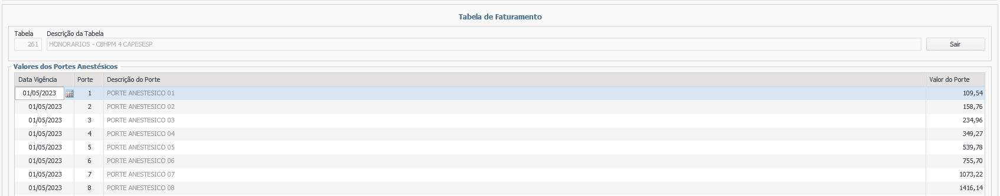 Tabela de Faturamento
Tabela Descrição da Tabela
261 HONORARIOS - CBHPM 4 CAPESESP Sair
Valores dos Portes Anestésicos
Data Vigência Porte Descrição do Porte Valor do Porte
01/05/2023 1 PORTE ANESTESICO 01 109,54
01/05/2023 2 PORTE ANESTESICO 02 158,76
01/05/2023 3 PORTE ANESTESICO 03 234,96
01/05/2023 4 PORTE ANESTESICO 04 349,27
01/05/2023 5 PORTE ANESTESICO 05 539,78
01/05/2023 6 PORTE ANESTESICO 06 755,70
01/05/2023 7 PORTE ANESTESICO 07 1073,22
01/05/2023 8 PORTE ANESTESICO 08 1416,14